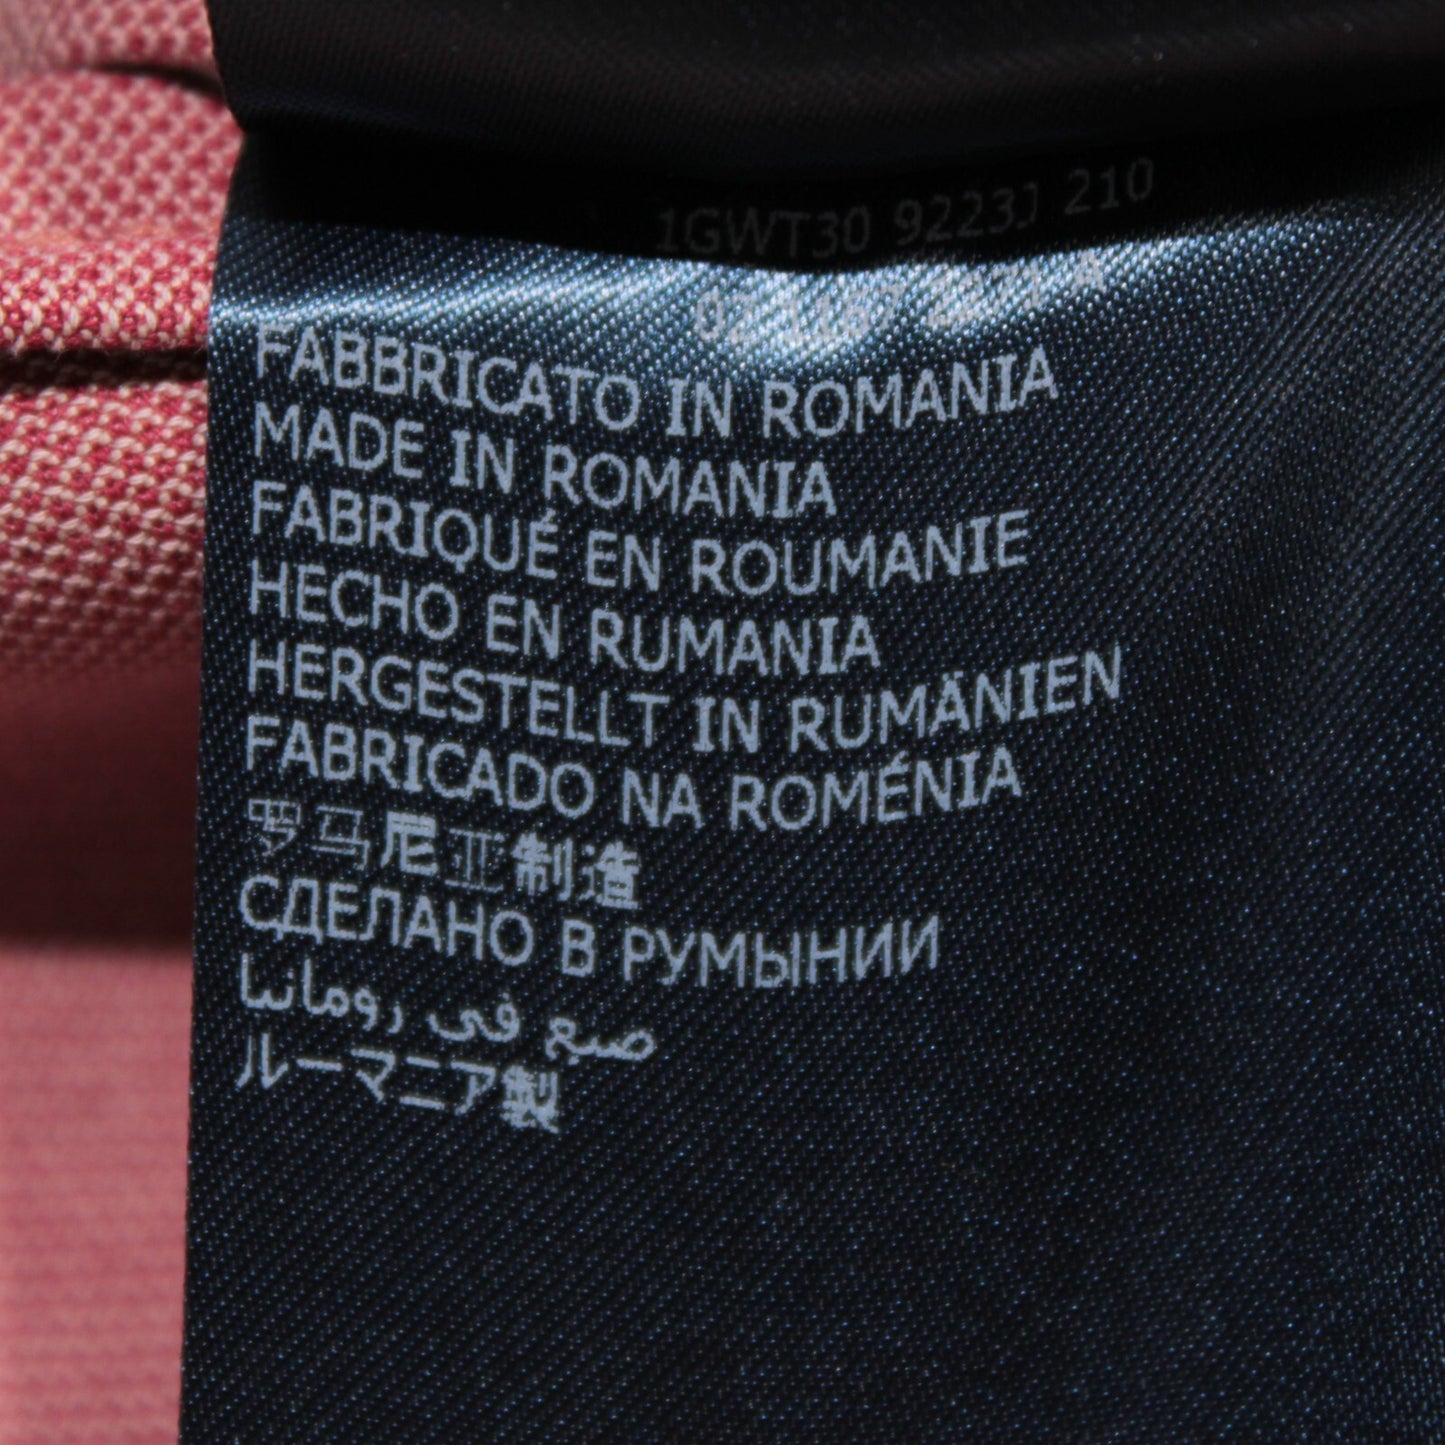 1GWT30 9223J 210
FABBRICATO IN ROMANIA
MADE IN ROMANIA
FABRIQUÉ EN ROUMANIE
HECHO EN RUMANIA
HERGESTELLT IN RUMÄNIEN
FABRICADO NA ROMÉNIA
罗马尼亚制造
СДЕЛАНО В РУМЫНИИ
صنع في رومانيا
ルーマニア製